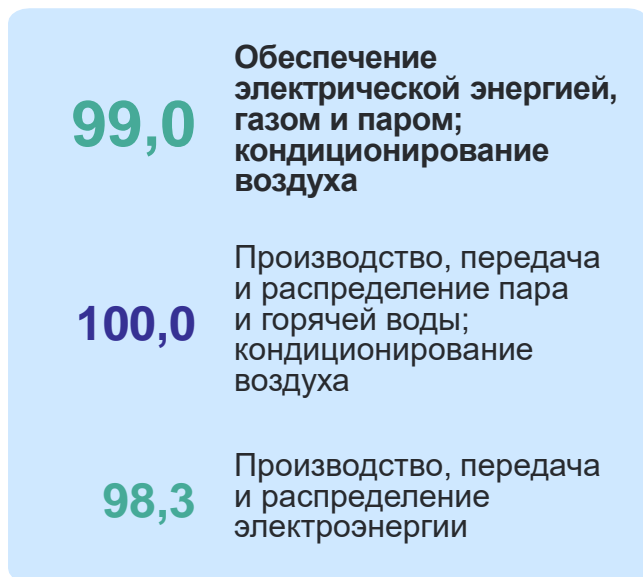 99,0
Обеспечение
электрической энергией,
газом и паром;
кондиционирование
воздуха
100,0
Производство, передача
и распределение пара
и горячей воды;
кондиционирование
воздуха
98,3
Производство, передача
и распределение
электроэнергии